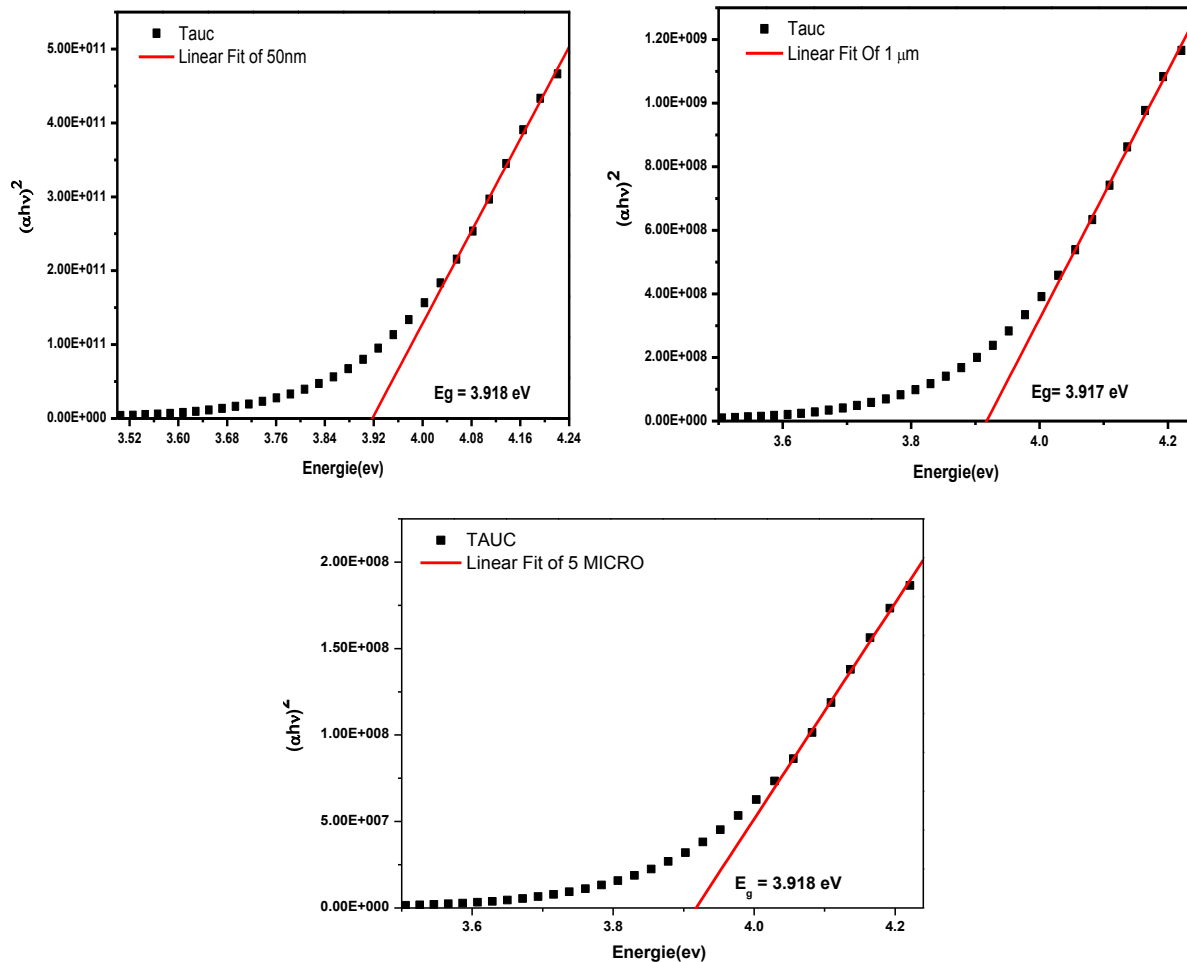 Tauc
Linear Fit of 50nm
5.00E+011
4.00E+011
3.00E+011
2.00E+011
1.00E+011
0.00E+000
(αhν)²
Eg = 3.918 eV
3.52 3.60 3.68 3.76 3.84 3.92 4.00 4.08 4.16 4.24
Energie(ev)
Tauc
Linear Fit Of 1 μm
1.20E+009
1.00E+009
8.00E+008
6.00E+008
4.00E+008
2.00E+008
0.00E+000
(αhν)²
Eg= 3.917 eV
3.6 3.8 4.0 4.2
Energie(ev)
TAUC
Linear Fit of 5 MICRO
2.00E+008
1.50E+008
1.00E+008
5.00E+007
0.00E+000
(αhν)²
E_g = 3.918 eV
3.6 3.8 4.0 4.2
Energie(ev)